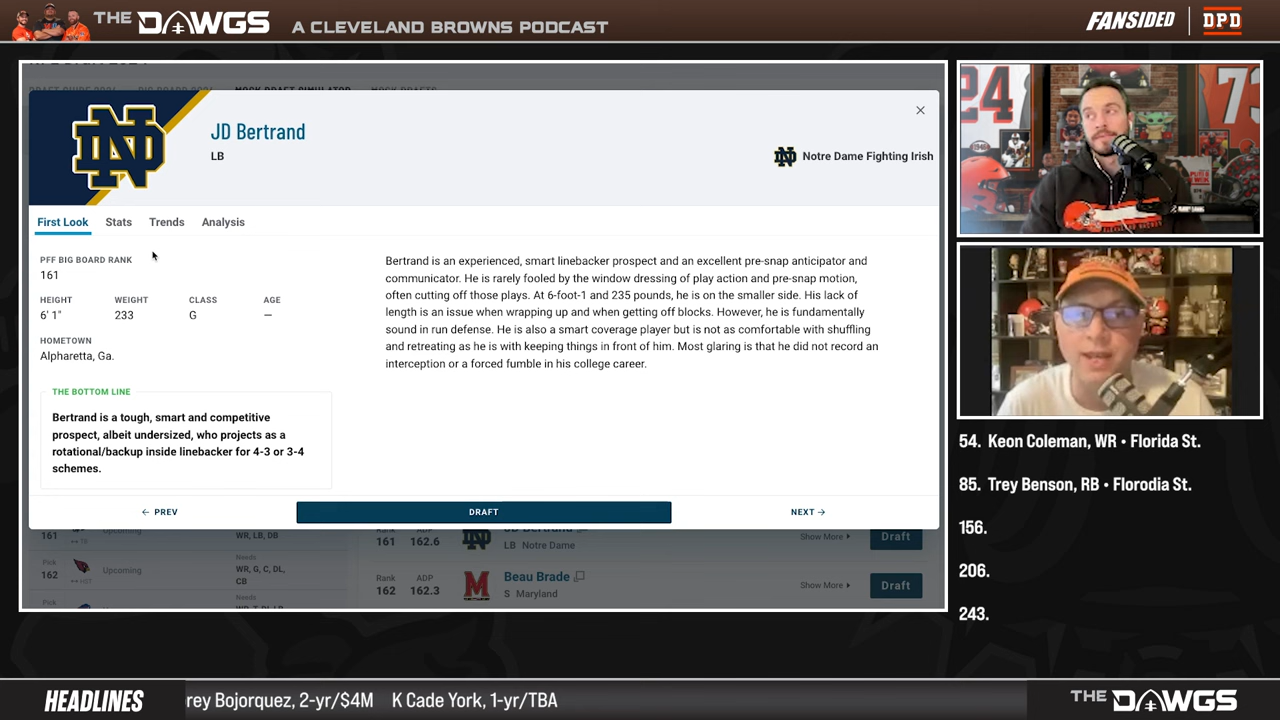 THE DAWGS A CLEVELAND BROWNS PODCAST
FANSIDED DPD
JD Bertrand
LB
Notre Dame Fighting Irish
First Look Stats Trends Analysis
PFF BIG BOARD RANK
161
HEIGHT WEIGHT CLASS AGE
6' 1" 233 G —
HOMETOWN
Alpharetta, Ga.
THE BOTTOM LINE
Bertrand is a tough, smart and competitive
prospect, albeit undersized, who projects as a
rotational/backup inside linebacker for 4-3 or 3-4
schemes.
Bertrand is an experienced, smart linebacker prospect and an excellent pre-snap anticipator and
communicator. He is rarely fooled by the window dressing of play action and pre-snap motion,
often cutting off those plays. At 6-foot-1 and 235 pounds, he is on the smaller side. His lack of
length is an issue when wrapping up and when getting off blocks. However, he is fundamentally
sound in run defense. He is also a smart coverage player but is not as comfortable with shuffling
and retreating as he is with keeping things in front of him. Most glaring is that he did not record an
interception or a forced fumble in his college career.
← PREV
DRAFT
NEXT →
161 Upcoming WR, LB, DB
161 162.6 JD Bertrand
LB Notre Dame
Show More Draft
Pick
162 Upcoming
Needs
WR, G, C, DL,
CB
Rank ADP
162 162.3
Beau Brade
S Maryland
Show More Draft
Pick
Needs
24
73
1946
54. Keon Coleman, WR • Florida St.
85. Trey Benson, RB • Florodia St.
156.
206.
243.
HEADLINES
rey Bojorquez, 2-yr/$4M K Cade York, 1-yr/TBA
THE DAWGS